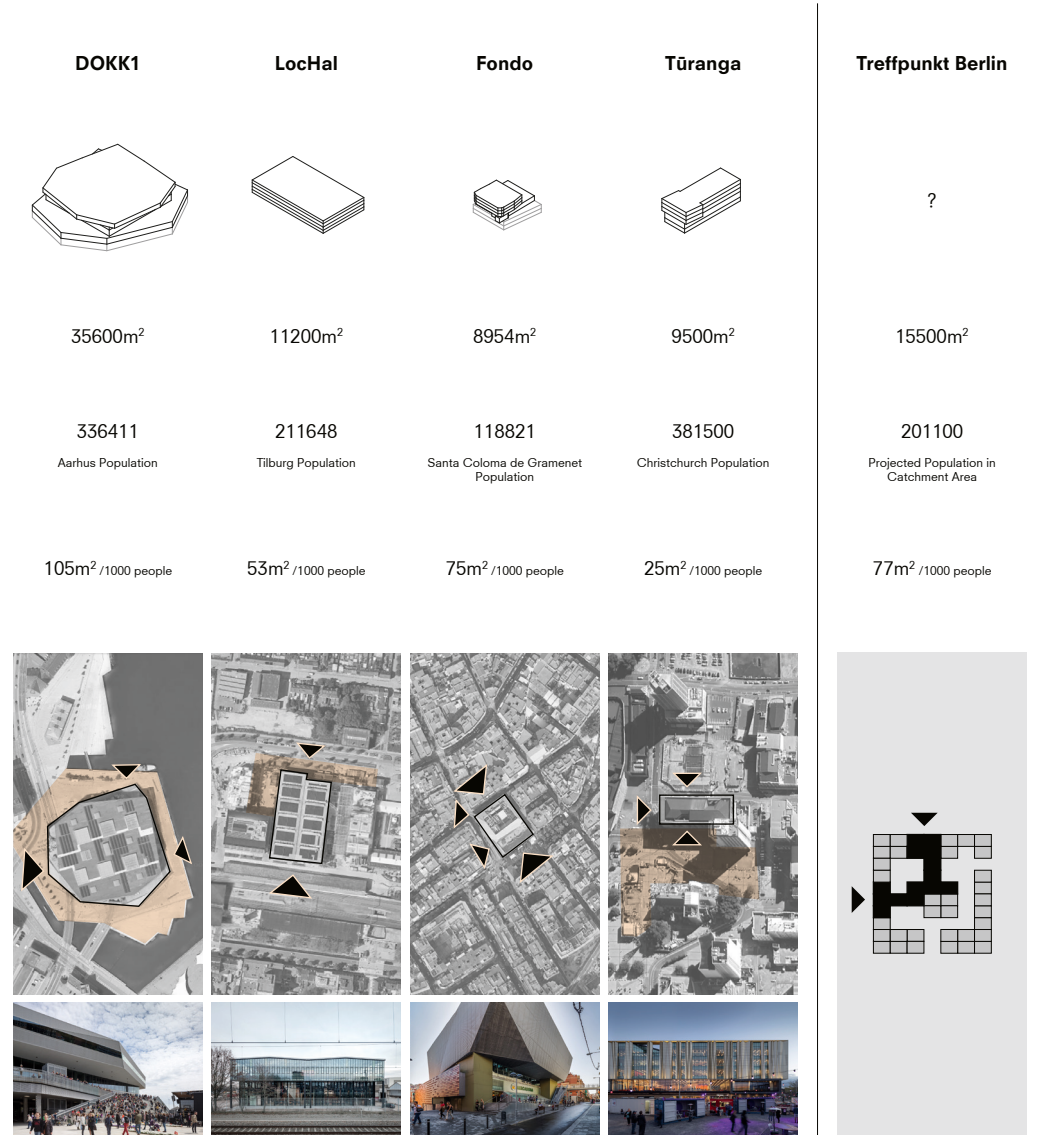 DOKK1
LocHal
Fondo
Tūranga
Treffpunkt Berlin
?
35600m²
11200m²
8954m²
9500m²
15500m²
336411
211648
118821
381500
201100
Aarhus Population
Tilburg Population
Santa Coloma de Gramenet
Population
Christchurch Population
Projected Population in
Catchment Area
105m² /1000 people
53m² /1000 people
75m² /1000 people
25m² /1000 people
77m² /1000 people